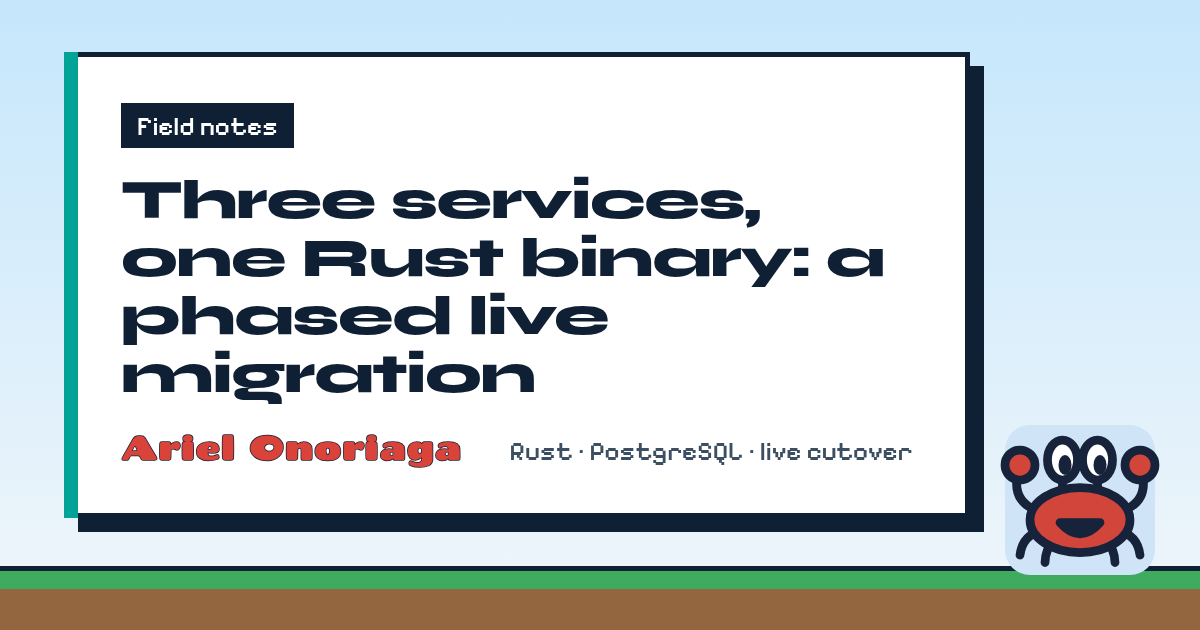 Field notes
Three services,
one Rust binary: a
phased live
migration
Ariel Onoriaga
Rust · PostgreSQL · live cutover